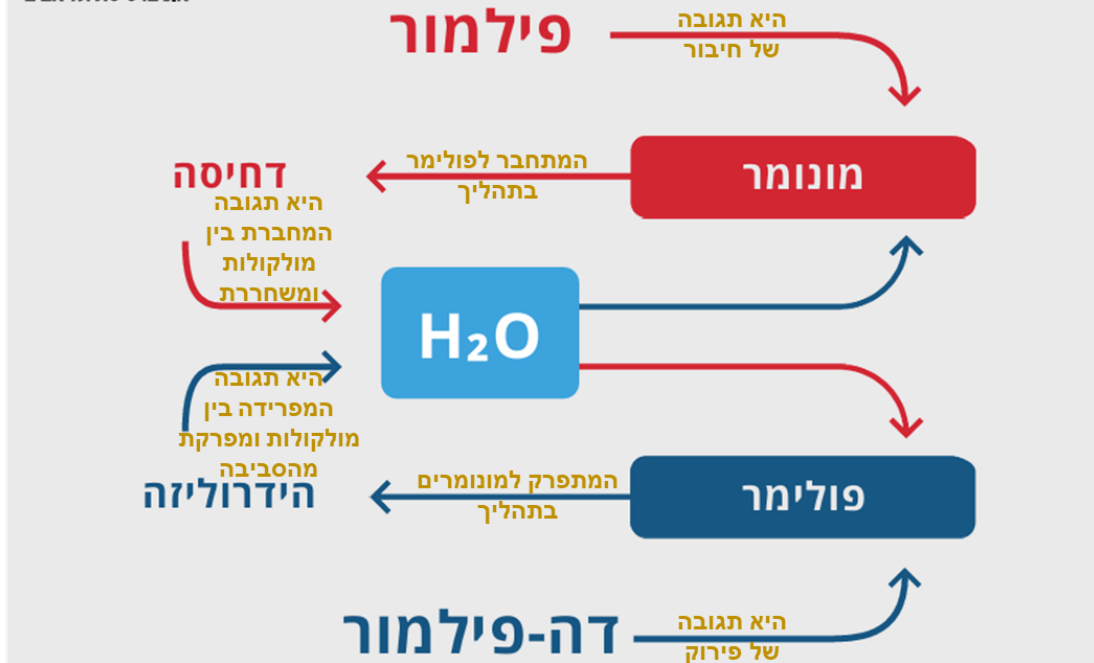 פילמור
היא תגובה
של חיבור
מונומר
המתחבר לפולימר
בתהליך
דחיסה
היא תגובה
המחברת בין
מולקולות
ומשחררת
H₂O
היא תגובה
המפרידה בין
מולקולות ומפרקת
מהסביבה
הידרוליזה
המתפרק למונומרים
בתהליך
פולימר
דה-פילמור
היא תגובה
של פירוק